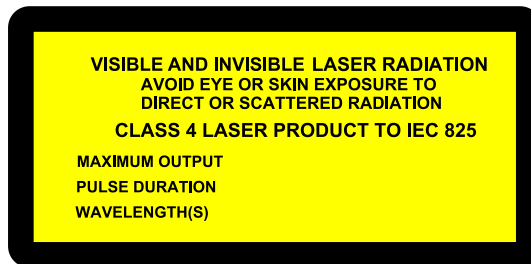 VISIBLE AND INVISIBLE LASER RADIATION
AVOID EYE OR SKIN EXPOSURE TO
DIRECT OR SCATTERED RADIATION
CLASS 4 LASER PRODUCT TO IEC 825
MAXIMUM OUTPUT
PULSE DURATION
WAVELENGTH(S)